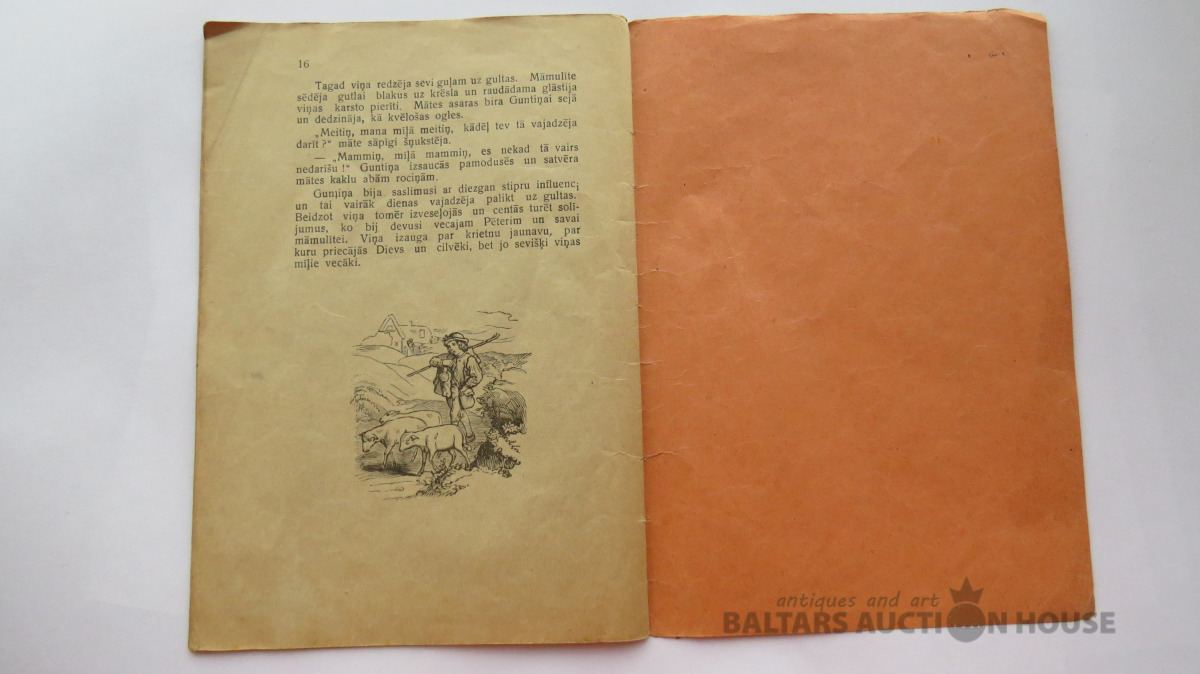 16
Tagad viņa redzēja sevi guļam uz gultas. Māmulīte
sēdēja gultai blakus uz krēsla un raudādama glāstīja
viņas karsto pierīti. Mātes asaras bira Guntiņai sejā
un dedzināja, kā kvēlošas ogles.
„Meitiņ, mana mīļā meitiņ, kādēļ tev tā vajadzēja
darīt?“ māte sāpīgi šņukstēja.
— „Mammiņ, mīļā mammiņ, es nekad tā vairs
nedarīšu!“ Guntiņa izsaucās pamodusēs un satvēra
mātes kaklu abām rociņām.
Guntiņa bija saslimusi ar diezgan stipru influenci
un tai vairāk dienas vajadzēja palikt uz gultas.
Beidzot viņa tomēr izveseļojās un centās turēt solī-
jumus, ko bij devusi vecajam Pēterim un savai
māmulītei. Viņa izauga par krietnu jaunavu, par
kuru priecājās Dievs un cilvēki, bet jo sevišķi viņas
mīļie vecāki.
antiques and art
BALTARS AUCTION HOUSE